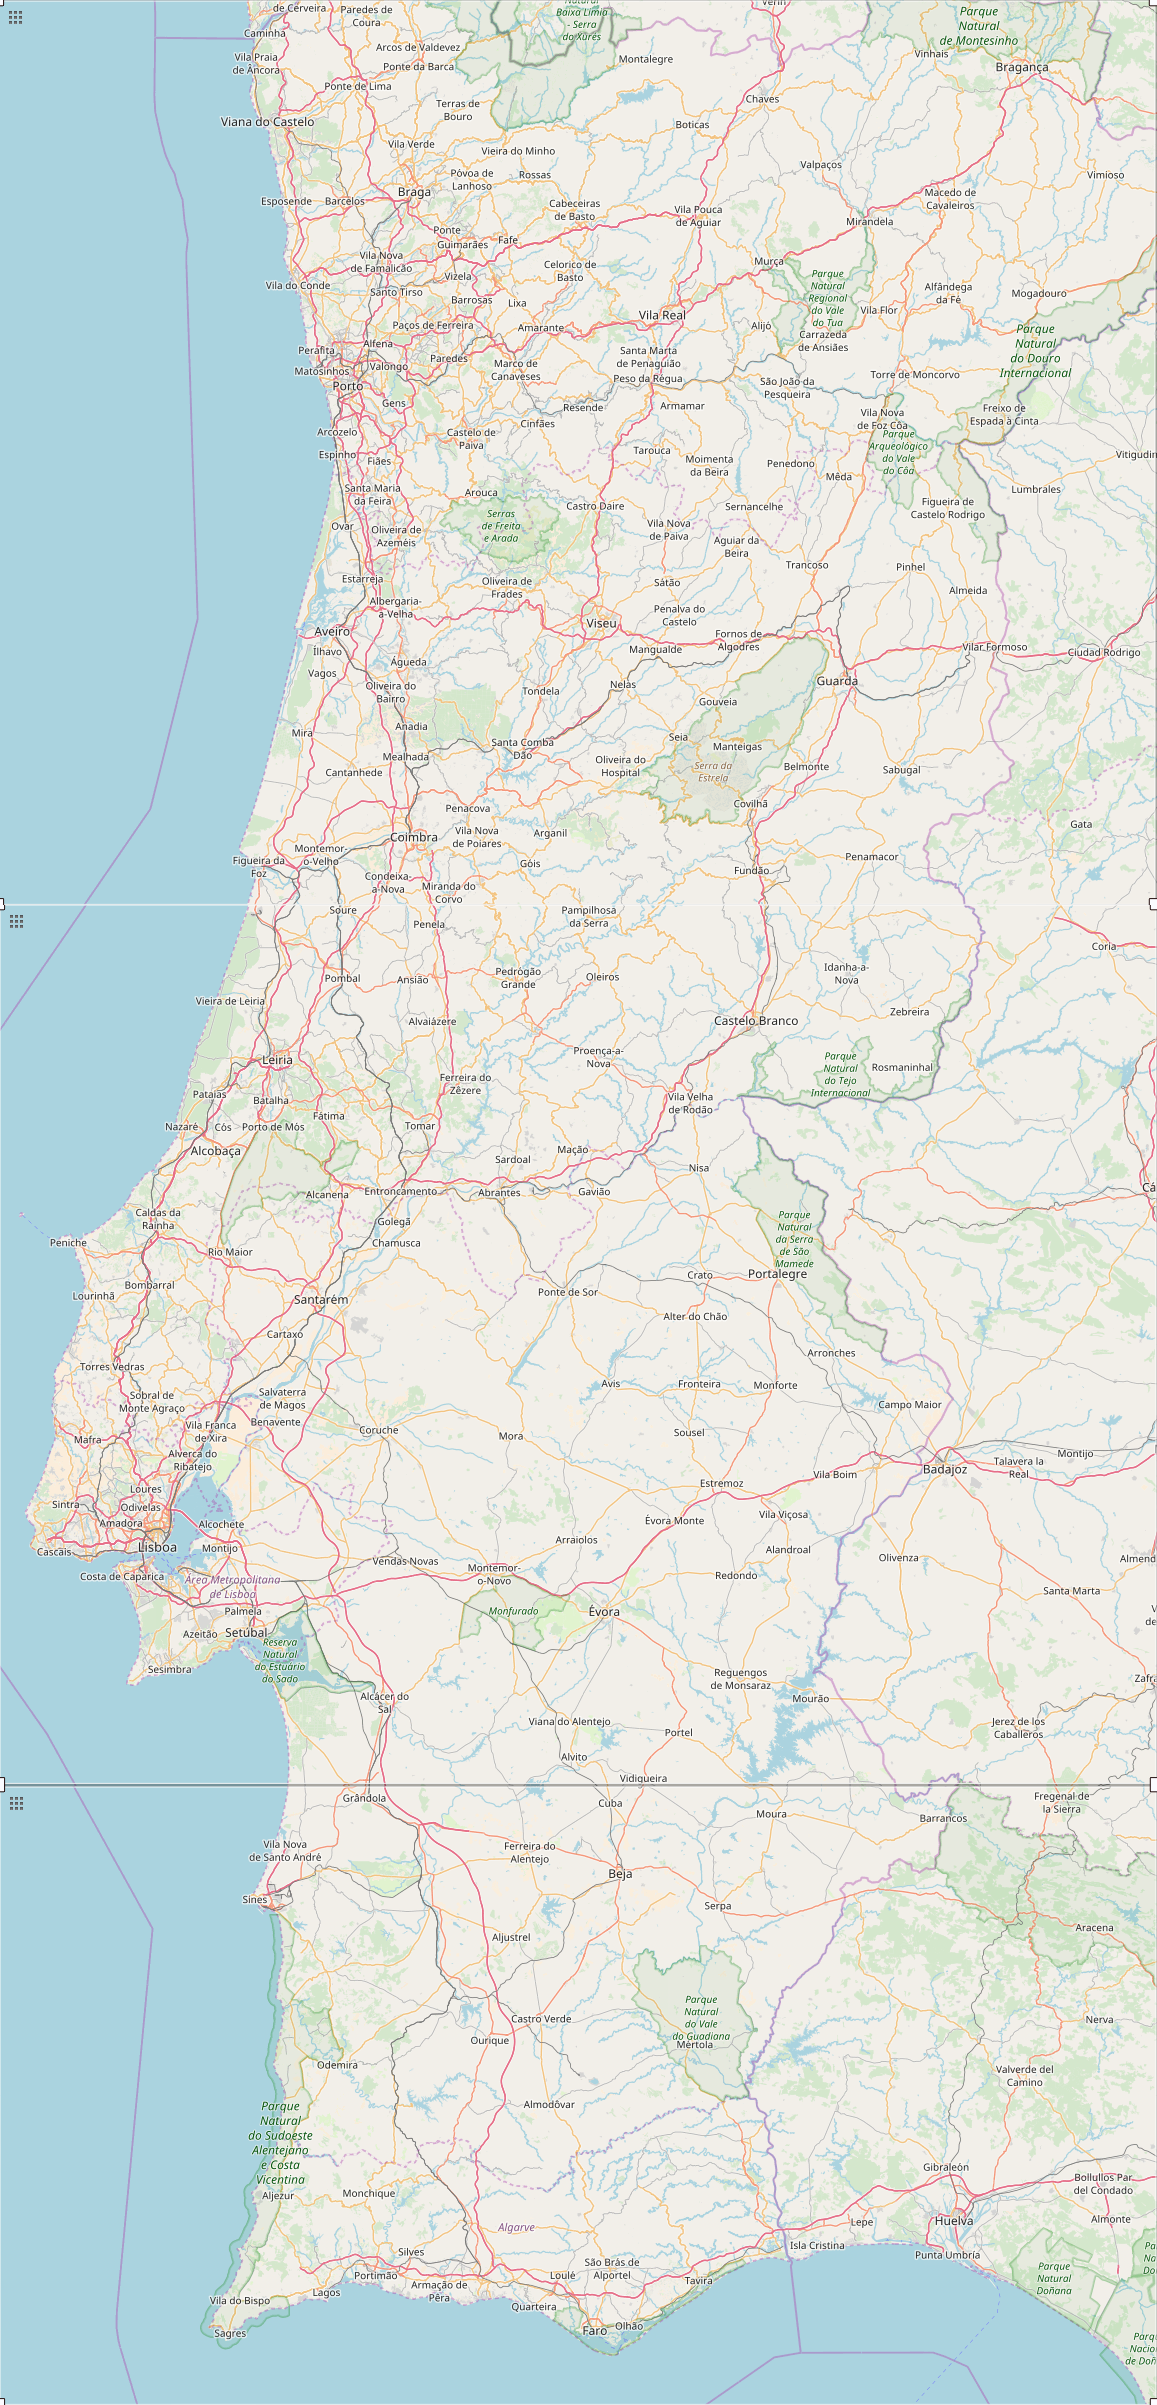 de Cerveira
Paredes de
Coura
Baixa Limia
- Serra
do Xurés
Parque
Natural
de Montesinho
Caminha
Arcos de Valdevez
Vila Praia
de Âncora
Ponte da Barca
Montalegre
Vinhais
Bragança
Ponte de Lima
Terras de
Bouro
Chaves
Viana do Castelo
Boticas
Vila Verde
Vieira do Minho
Valpaços
Póvoa de
Lanhoso
Rossas
Vimioso
Braga
Esposende
Barcelos
Cabeceiras
de Basto
Vila Pouca
de Aguiar
Macedo de
Cavaleiros
Mirandela
Ponte
Guimarães
Fafe
Vila Nova
de Famalicão
Vizela
Celorico de
Basto
Murça
Parque
Natural
Regional
do Vale
do Tua
Vila do Conde
Santo Tirso
Barrosas
Lixa
Alfândega
da Fé
Mogadouro
Vila Real
Vila Flor
Paços de Ferreira
Amarante
Alijó
Carrazeda
de Ansiães
Parque
Natural
do Douro
Internacional
Perafita
Alfena
Matosinhos
Valongo
Paredes
Marco de
Canaveses
Santa Marta
de Penaguião
Peso da Régua
Porto
São João da
Pesqueira
Torre de Moncorvo
Gens
Resende
Armamar
Vila Nova
de Foz Côa
Freixo de
Espada à Cinta
Cinfães
Arcozelo
Castelo de
Paiva
Parque
Arqueológico
do Vale
do Côa
Espinho
Fiães
Tarouca
Moimenta
da Beira
Penedono
Mêda
Vitigudin
Santa Maria
da Feira
Arouca
Castro Daire
Sernancelhe
Lumbrales
Figueira de
Castelo Rodrigo
Serras
de Freita
e Arada
Ovar
Oliveira de
Azeméis
Vila Nova
de Paiva
Aguiar da
Beira
Trancoso
Pinhel
Estarreja
Oliveira de
Frades
Sátão
Almeida
Albergaria-
a-Velha
Penalva do
Castelo
Aveiro
Viseu
Fornos de
Algodres
Ílhavo
Mangualde
Vilar Formoso
Ciudad Rodrigo
Águeda
Vagos
Oliveira do
Bairro
Tondela
Nelas
Guarda
Gouveia
Anadia
Mira
Seia
Manteigas
Santa Comba
Dão
Mealhada
Oliveira do
Hospital
Serra da
Estrela
Belmonte
Sabugal
Cantanhede
Covilhã
Penacova
Gata
Coimbra
Vila Nova
de Poiares
Arganil
Montemor-
o-Velho
Figueira da
Foz
Góis
Fundão
Penamacor
Condeixa-
a-Nova
Miranda do
Corvo
Soure
Penela
Pampilhosa
da Serra
Coria
Pombal
Ansião
Pedrógão
Grande
Oleiros
Idanha-a-
Nova
Vieira de Leiria
Alvaiázere
Castelo Branco
Zebreira
Leiria
Proença-a-
Nova
Parque
Natural
do Tejo
Internacional
Rosmaninhal
Ferreira do
Zêzere
Pataias
Batalha
Vila Velha
de Ródão
Fátima
Nazaré
Cós
Porto de Mós
Tomar
Alcobaça
Sardoal
Mação
Nisa
Alcanena
Entroncamento
Abrantes
Gavião
Cá
Caldas da
Rainha
Golegã
Parque
Natural
da Serra
de São
Mamede
Peniche
Rio Maior
Chamusca
Crato
Portalegre
Bombarral
Lourinhã
Santarém
Ponte de Sor
Alter do Chão
Cartaxo
Arronches
Torres Vedras
Sobral de
Monte Agraço
Salvaterra
de Magos
Avis
Fronteira
Monforte
Campo Maior
Vila Franca
de Xira
Benavente
Coruche
Mora
Sousel
Mafra
Alverca do
Ribatejo
Badajoz
Talavera la
Real
Montijo
Loures
Estremoz
Vila Boim
Sintra
Odivelas
Amadora
Alcochete
Évora Monte
Vila Viçosa
Lisboa
Montijo
Arraiolos
Alandroal
Cascais
Vendas Novas
Olivenza
Almend
Costa de Caparica
Área Metropolitana
de Lisboa
Montemor-
o-Novo
Redondo
Santa Marta
Palmela
Monfurado
Évora
Azeitão
Setúbal
Reserva
Natural
do Estuário
do Sado
Sesimbra
Reguengos
de Monsaraz
Zafra
Alcácer do
Sal
Mourão
Viana do Alentejo
Portel
Jerez de los
Caballeros
Alvito
Vidigueira
Grândola
Cuba
Moura
Barrancos
Fregenal de
la Sierra
Vila Nova
de Santo André
Ferreira do
Alentejo
Beja
Sines
Serpa
Aracena
Aljustrel
Parque
Natural
do Vale
do Guadiana
Mértola
Castro Verde
Nerva
Ourique
Odemira
Valverde del
Camino
Almodôvar
Parque
Natural
do Sudoeste
Alentejano
e Costa
Vicentina
Aljezur
Monchique
Gibraleón
Bollullos Par
del Condado
Algarve
Lepe
Huelva
Almonte
Silves
Isla Cristina
Punta Umbría
Portimão
Armação de
Pêra
Loulé
São Brás de
Alportel
Tavira
Parque
Natural
Doñana
Lagos
Vila do Bispo
Quarteira
Sagres
Faro
Olhão